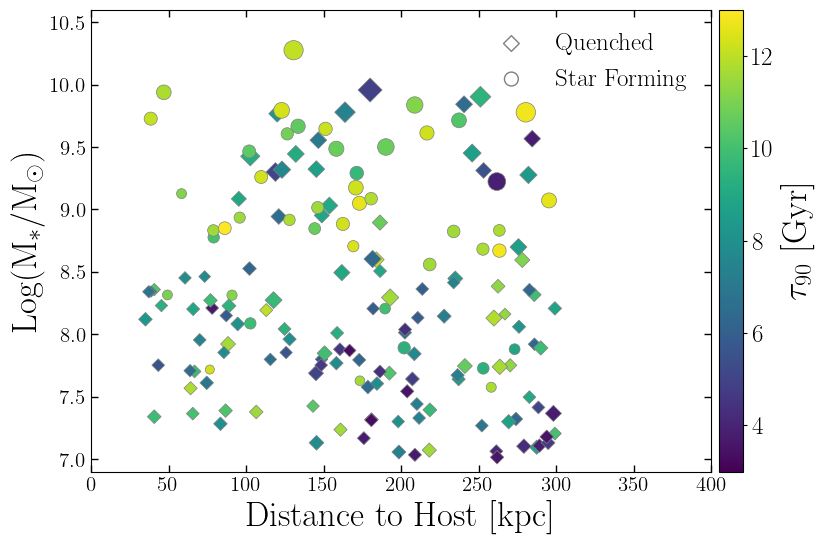 Quenched
Star Forming
10.5
10.0
9.5
9.0
8.5
8.0
7.5
7.0
0 50 100 150 200 250 300 350 400
Distance to Host [kpc]
Log(M*/M⊙)
12
10
8
6
4
τ90 [Gyr]